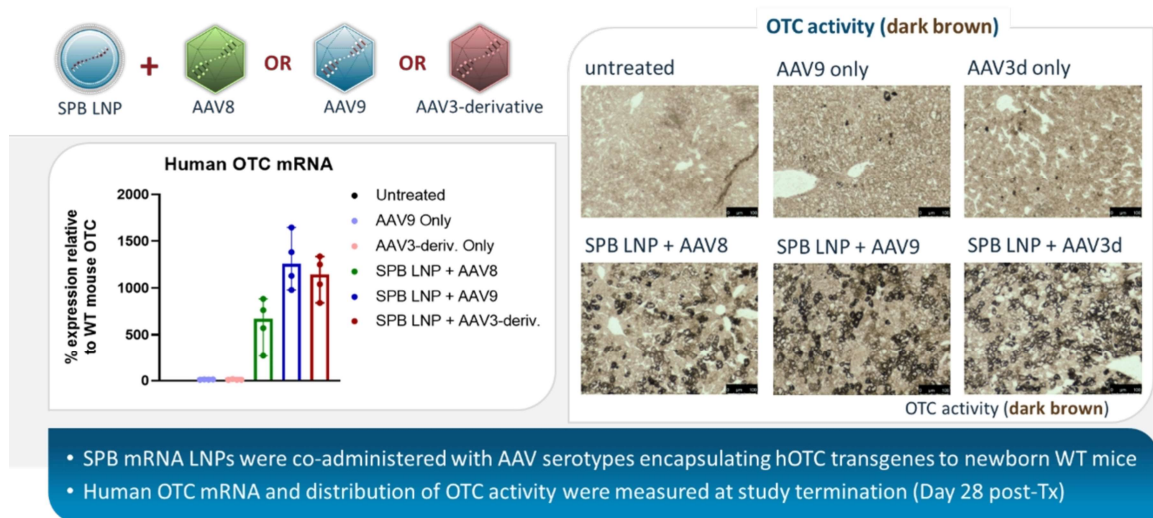 SPB LNP
+
AAV8
OR
AAV9
OR
AAV3-derivative
Human OTC mRNA
% expression relative
to WT mouse OTC
2000
1500
1000
500
0
Untreated
AAV9 Only
AAV3-deriv. Only
SPB LNP + AAV8
SPB LNP + AAV9
SPB LNP + AAV3-deriv.
OTC activity (dark brown)
untreated
AAV9 only
AAV3d only
SPB LNP + AAV8
SPB LNP + AAV9
SPB LNP + AAV3d
OTC activity (dark brown)
• SPB mRNA LNPs were co-administered with AAV serotypes encapsulating hOTC transgenes to newborn WT mice
• Human OTC mRNA and distribution of OTC activity were measured at study termination (Day 28 post-Tx)